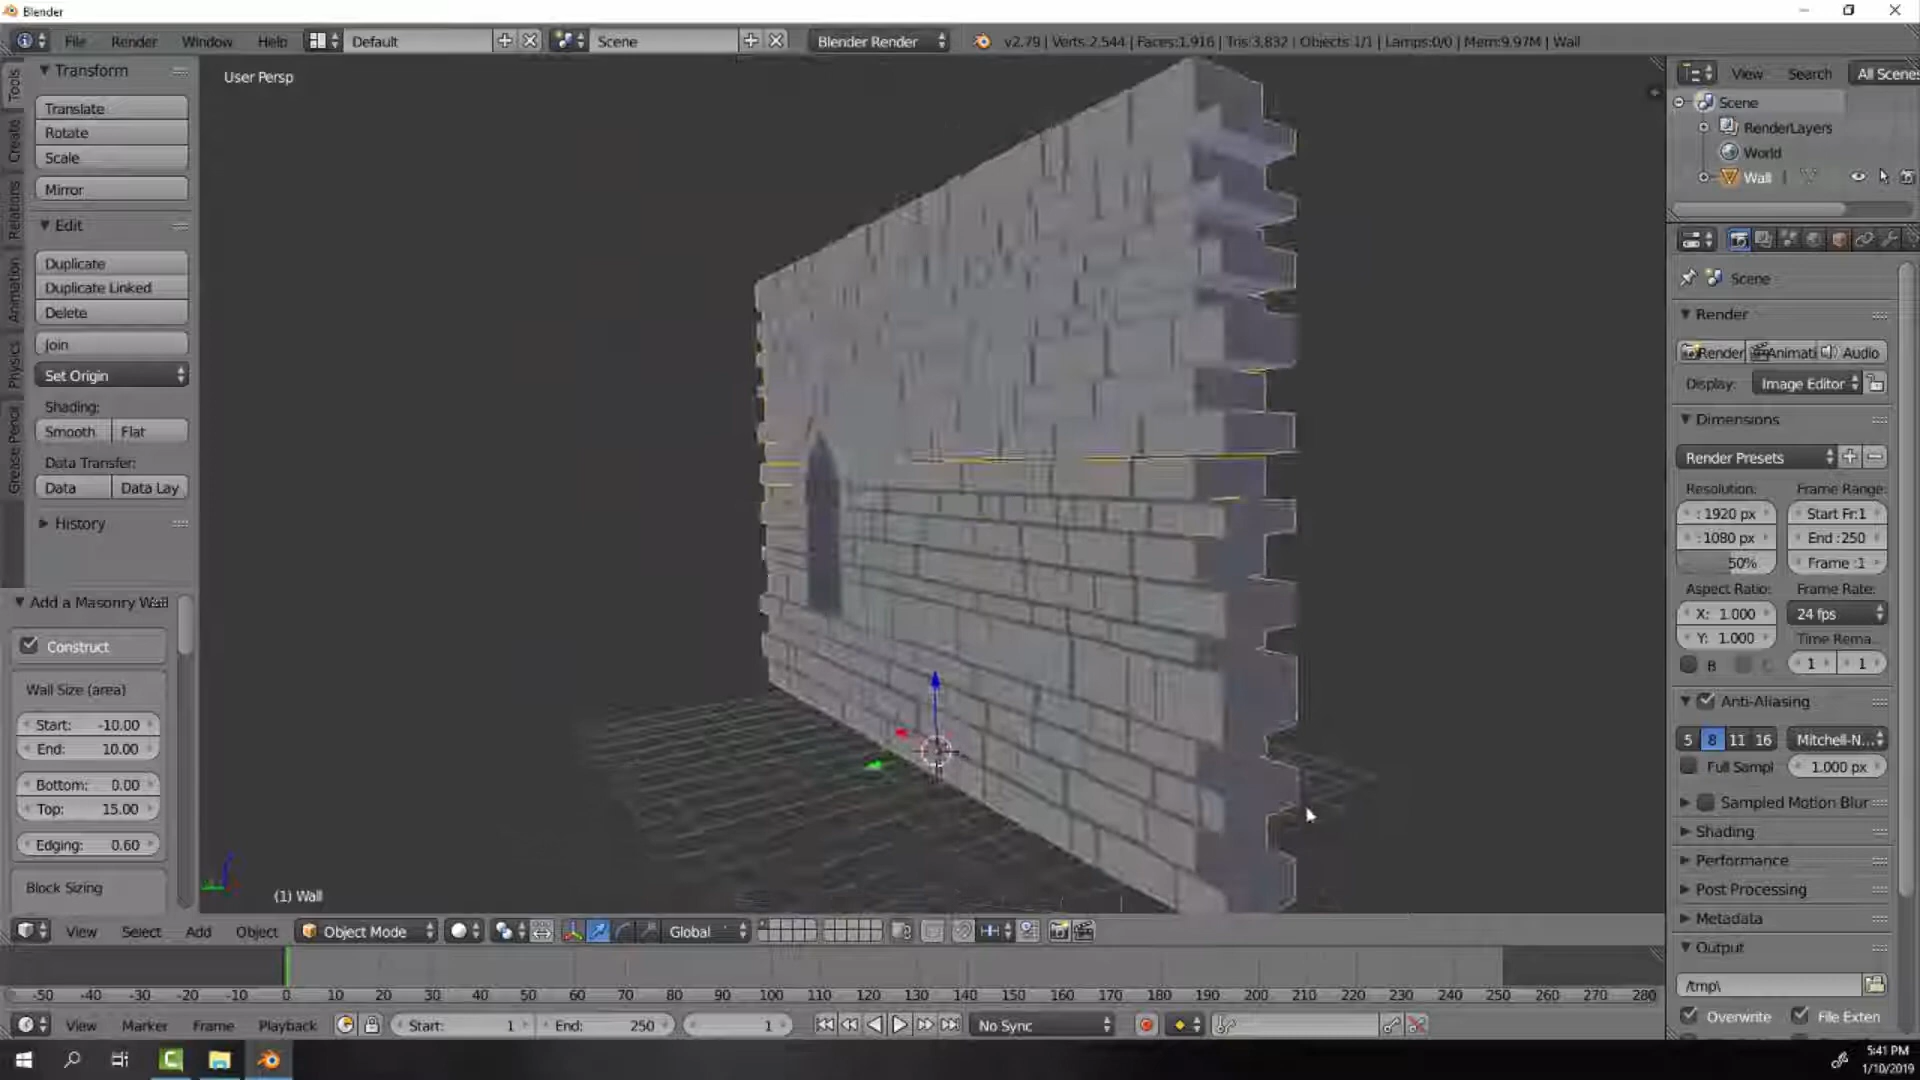 Blender
File Render Window Help Default Scene Blender Render v2.79 | Verts:2,544 | Faces:1,916 | Tris:3,832 | Objects:1/1 | Lamps:0/0 | Mem:9.97M | Wall
User Persp
Tools
Create
Relations
Animation
Physics
Grease Pencil
Transform
Translate
Rotate
Scale
Mirror
Edit
Duplicate
Duplicate Linked
Delete
Join
Set Origin
Shading:
Smooth Flat
Data Transfer:
Data Data Lay
History
Add a Masonry Wall
Construct
Wall Size (area)
Start: -10.00
End: 10.00
Bottom: 0.00
Top: 15.00
Edging: 0.60
Block Sizing
(1) Wall
View Search All Scenes
Scene
RenderLayers
World
Wall
Scene
Render
Render Animati Audio
Display: Image Editor
Dimensions
Render Presets
Resolution: Frame Range:
: 1920 px Start Fr:1
: 1080 px End :250
50% Frame :1
Aspect Ratio: Frame Rate:
X: 1.000 24 fps
Y: 1.000 Time Rema...
B 1 1
Anti-Aliasing
5 8 11 16 Mitchell-N...
Full Sampl 1.000 px
Sampled Motion Blur
Shading
Performance
Post Processing
Metadata
Output
/tmp\
Overwrite File Exten
View Select Add Object Object Mode Global
-50 -40 -30 -20 -10 0 10 20 30 40 50 60 70 80 90 100 110 120 130 140 150 160 170 180 190 200 210 220 230 240 250 260 270 280
View Marker Frame Playback Start: 1 End: 250 1 No Sync
5:41 PM
1/10/2019